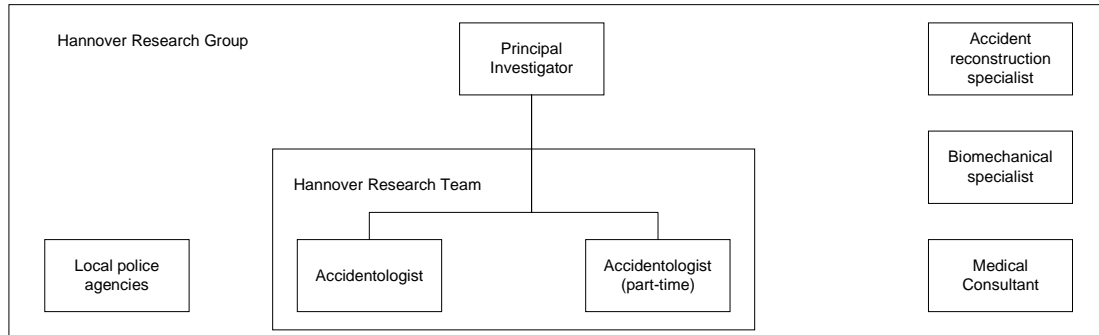 Hannover Research Group
Principal
Investigator
Accident
reconstruction
specialist
Biomechanical
specialist
Hannover Research Team
Local police
agencies
Accidentologist
Accidentologist
(part-time)
Medical
Consultant